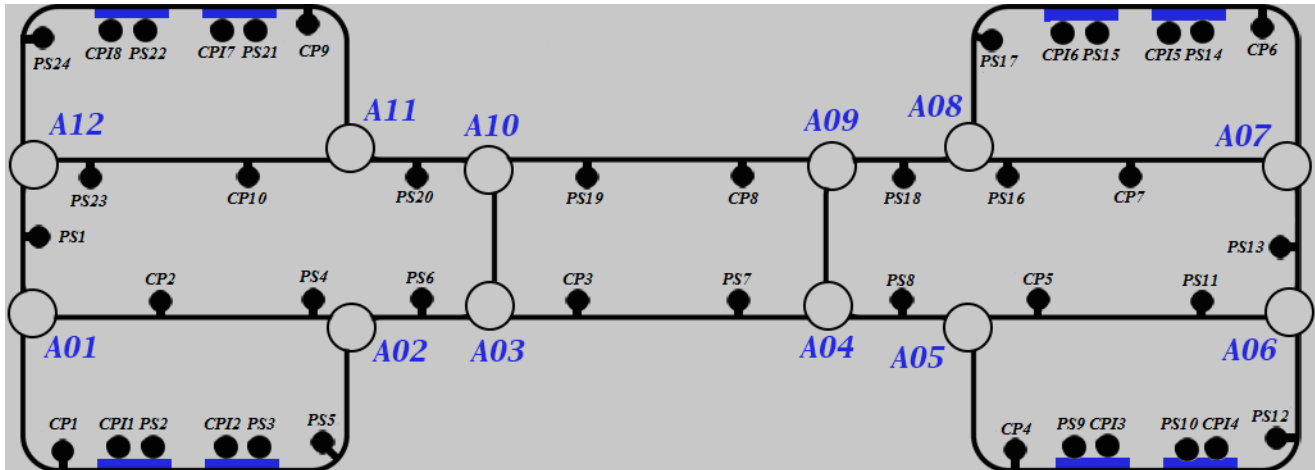 CP9
PS24
CPI8 PS22
CPI7 PS21
PS17
CPI6 PS15
CPI5 PS14
CP6
A12
A11
A10
A09
A08
A07
PS23
CP10
PS20
PS19
CP8
PS18
PS16
CP7
PS1
PS13
CP2
PS4
PS6
CP3
PS7
PS8
CP5
PS11
A01
A02
A03
A04
A05
A06
CP1
CPI1 PS2
CPI2 PS3
PS5
CP4
PS9 CPI3
PS10 CPI4
PS12